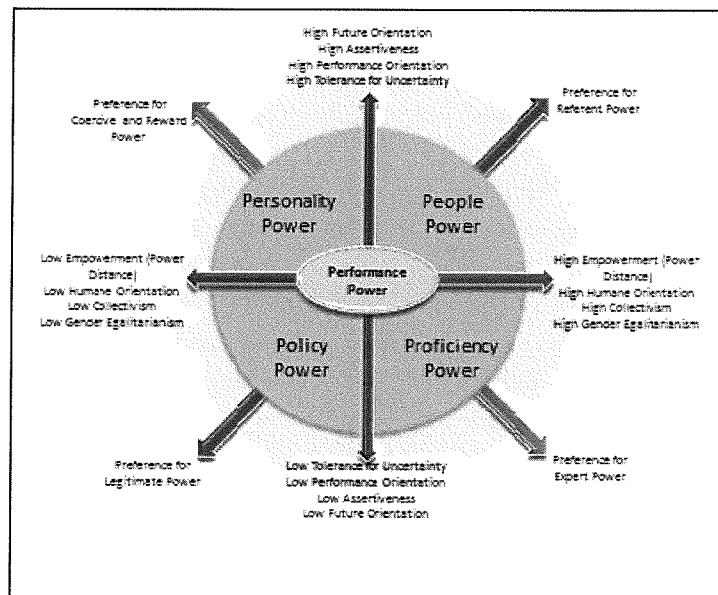 High Future Orientation
High Assertiveness
High Performance Orientation
High Tolerance for Uncertainty
Preference for
Coercive and Reward
Power
Preference for
Referent Power
Personality
Power
People
Power
Low Empowerment (Power
Distance)
Low Humane Orientation
Low Collectivism
Low Gender Egalitarianism
Performance
Power
High Empowerment (Power
Distance)
High Humane Orientation
High Collectivism
High Gender Egalitarianism
Policy
Power
Proficiency
Power
Preference for
Legitimate Power
Low Tolerance for Uncertainty
Low Performance Orientation
Low Assertiveness
Low Future Orientation
Preference for
Expert Power